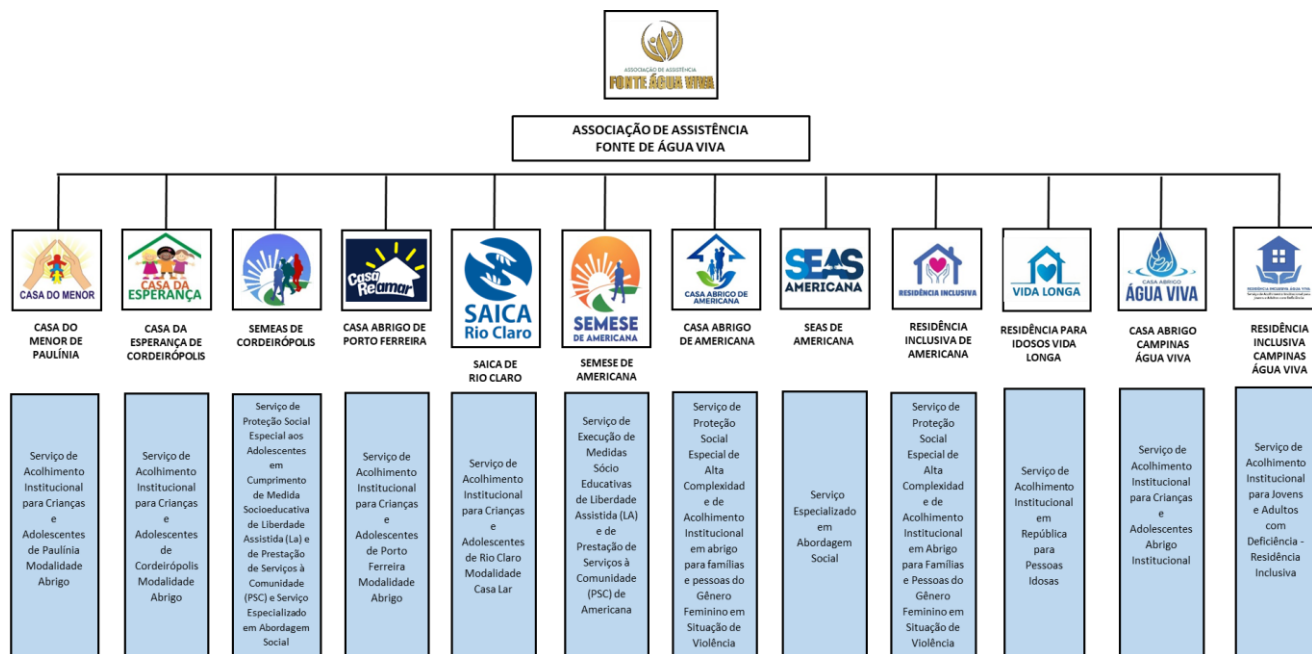 ASSOCIAÇÃO DE ASSISTÊNCIA
FONTE ÁGUA VIVA
ASSOCIAÇÃO DE ASSISTÊNCIA
FONTE DE ÁGUA VIVA
CASA DO MENOR
CASA DO
MENOR DE
PAULÍNIA
Serviço de
Acolhimento
Institucional
para Crianças
e
Adolescentes
de Paulínia
Modalidade
Abrigo
CASA DA
ESPERANÇA
CASA DA
ESPERANÇA DE
CORDEIRÓPOLIS
Serviço de
Acolhimento
Institucional
para Crianças
e
Adolescentes
de
Cordeirópolis
Modalidade
Abrigo
SEMEAS DE
CORDEIRÓPOLIS
Serviço de
Proteção Social
Especial aos
Adolescentes
em
Cumprimento
de Medida
Socioeducativa
de Liberdade
Assistida (La) e
de Prestação
de Serviços à
Comunidade
(PSC) e Serviço
Especializado
em Abordagem
Social
Casa
Relamar
CASA ABRIGO DE
PORTO FERREIRA
Serviço de
Acolhimento
Institucional
para Crianças
e
Adolescentes
de Porto
Ferreira
Modalidade
Abrigo
SAICA
Rio Claro
SAICA DE
RIO CLARO
Serviço de
Acolhimento
Institucional
para Crianças
e
Adolescentes
de Rio Claro
Modalidade
Casa Lar
SEMESE
DE AMERICANA
SEMESE DE
AMERICANA
Serviço de
Execução de
Medidas
Sócio
Educativas
de Liberdade
Assistida (LA)
e de
Prestação de
Serviços à
Comunidade
(PSC) de
Americana
CASA ABRIGO DE
AMERICANA
CASA ABRIGO
DE AMERICANA
Serviço de
Proteção
Social
Especial de
Alta
Complexidad
e de
Acolhimento
Institucional
em abrigo
para famílias
e pessoas do
Gênero
Feminino em
Situação de
Violência
SEAS
AMERICANA
SEAS DE
AMERICANA
Serviço
Especializado
em
Abordagem
Social
RESIDÊNCIA INCLUSIVA
RESIDÊNCIA
INCLUSIVA DE
AMERICANA
Serviço de
Proteção
Social
Especial de
Alta
Complexidad
e de
Acolhimento
Institucional
em Abrigo
para Famílias
e Pessoas do
Gênero
Feminino em
Situação de
Violência
VIDA LONGA
RESIDÊNCIA PARA
IDOSOS VIDA
LONGA
Serviço de
Acolhimento
Institucional
em
República
para
Pessoas
Idosas
CASA ABRIGO
ÁGUA VIVA
CASA ABRIGO
CAMPINAS
ÁGUA VIVA
Serviço de
Acolhimento
Institucional
para Crianças
e
Adolescentes
Abrigo
Institucional
RESIDÊNCIA INCLUSIVA ÁGUA VIVA
RESIDÊNCIA
INCLUSIVA
CAMPINAS
ÁGUA VIVA
Serviço de
Acolhimento
Institucional
para Jovens
e Adultos
com
Deficiência -
Residência
Inclusiva